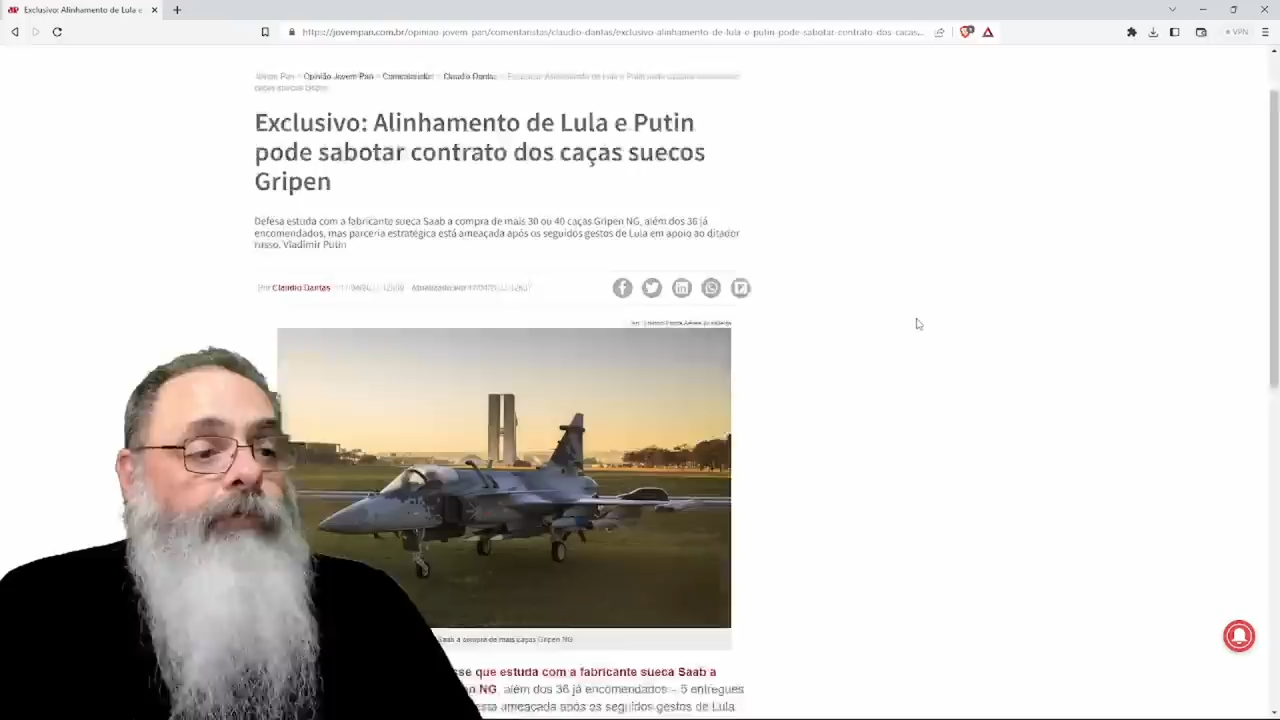 Exclusivo: Alinhamento de Lula e
https://jovempan.com.br/opiniao-jovem-pan/comentaristas/claudio-dantas/exclusivo-alinhamento-de-lula-e-putin-pode-sabotar-contrato-dos-cacas...
VPN
Jovem Pan > Opinião Jovem Pan > Comentaristas > Claudio Dantas > Exclusivo: Alinhamento de Lula e Putin pode sabotar contrato dos
caças suecos Gripen
Exclusivo: Alinhamento de Lula e Putin
pode sabotar contrato dos caças suecos
Gripen
Defesa estuda com a fabricante sueca Saab a compra de mais 30 ou 40 caças Gripen NG, além dos 36 já
encomendados, mas parceria estratégica está ameaçada após os seguidos gestos de Lula em apoio ao ditador
russo, Vladimir Putin
Por Claudio Dantas
Saab a compra de mais caças Gripen NG
sse que estuda com a fabricante sueca Saab a
NG, além dos 36 já encomendados – 5 entregues
ameaçada após os seguidos gestos de Lula